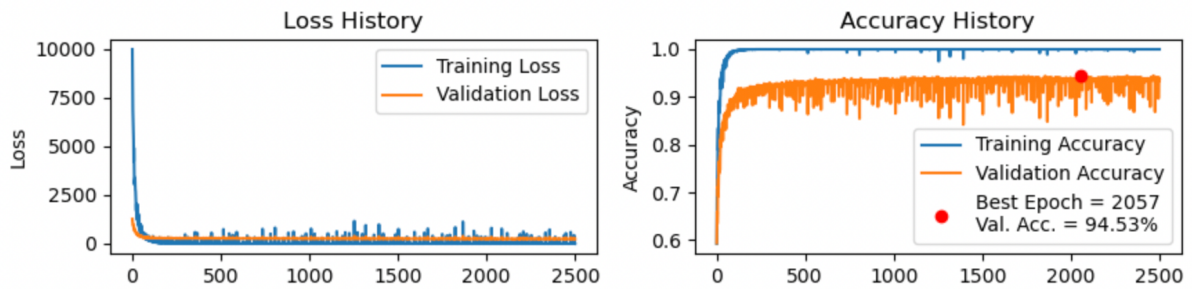 Loss History
Loss
10000
7500
5000
2500
0
Training Loss
Validation Loss
0
500
1000
1500
2000
2500
Accuracy History
Accuracy
1.0
0.9
0.8
0.7
0.6
Training Accuracy
Validation Accuracy
Best Epoch = 2057
Val. Acc. = 94.53%
0
500
1000
1500
2000
2500